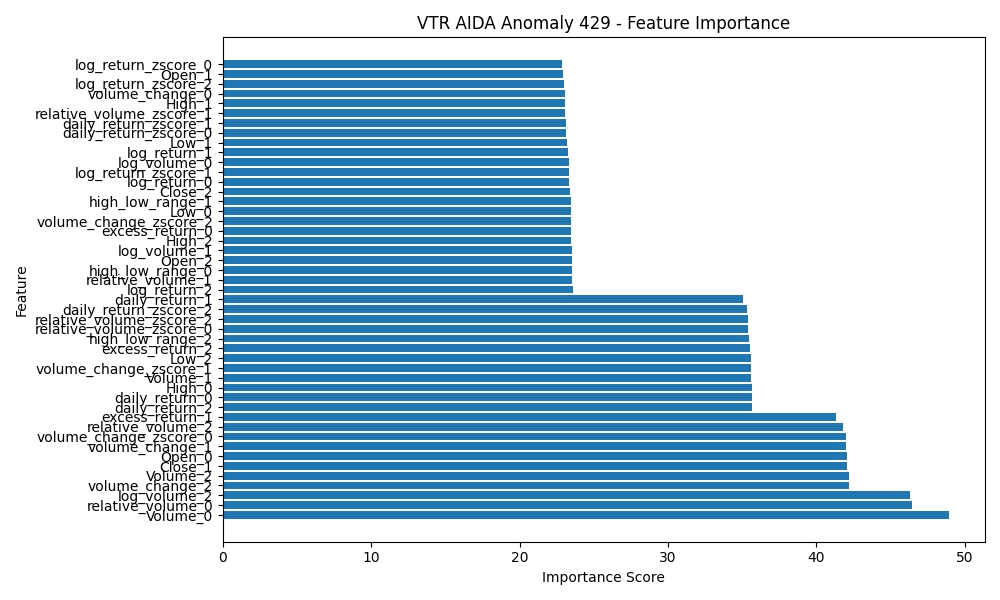 VTR AIDA Anomaly 429 - Feature Importance
log_return_zscore_0
Open_1
log_return_zscore_2
volume_change_0
High_1
relative_volume_zscore_1
daily_return_zscore_1
daily_return_zscore_0
Low_1
log_return_1
log_volume_0
log_return_zscore_1
log_return_0
Close_2
high_low_range_1
Low_0
volume_change_zscore_2
excess_return_0
High_2
log_volume_1
Open_2
high_low_range_0
relative_volume_1
log_return_2
daily_return_1
daily_return_zscore_2
relative_volume_zscore_2
relative_volume_zscore_0
high_low_range_2
excess_return_2
Low_2
volume_change_zscore_1
Volume_1
High_0
daily_return_0
daily_return_2
excess_return_1
relative_volume_2
volume_change_zscore_0
volume_change_1
Open_0
Close_1
Volume_2
volume_change_2
log_volume_2
relative_volume_0
Volume_0
Feature
0 10 20 30 40 50
Importance Score